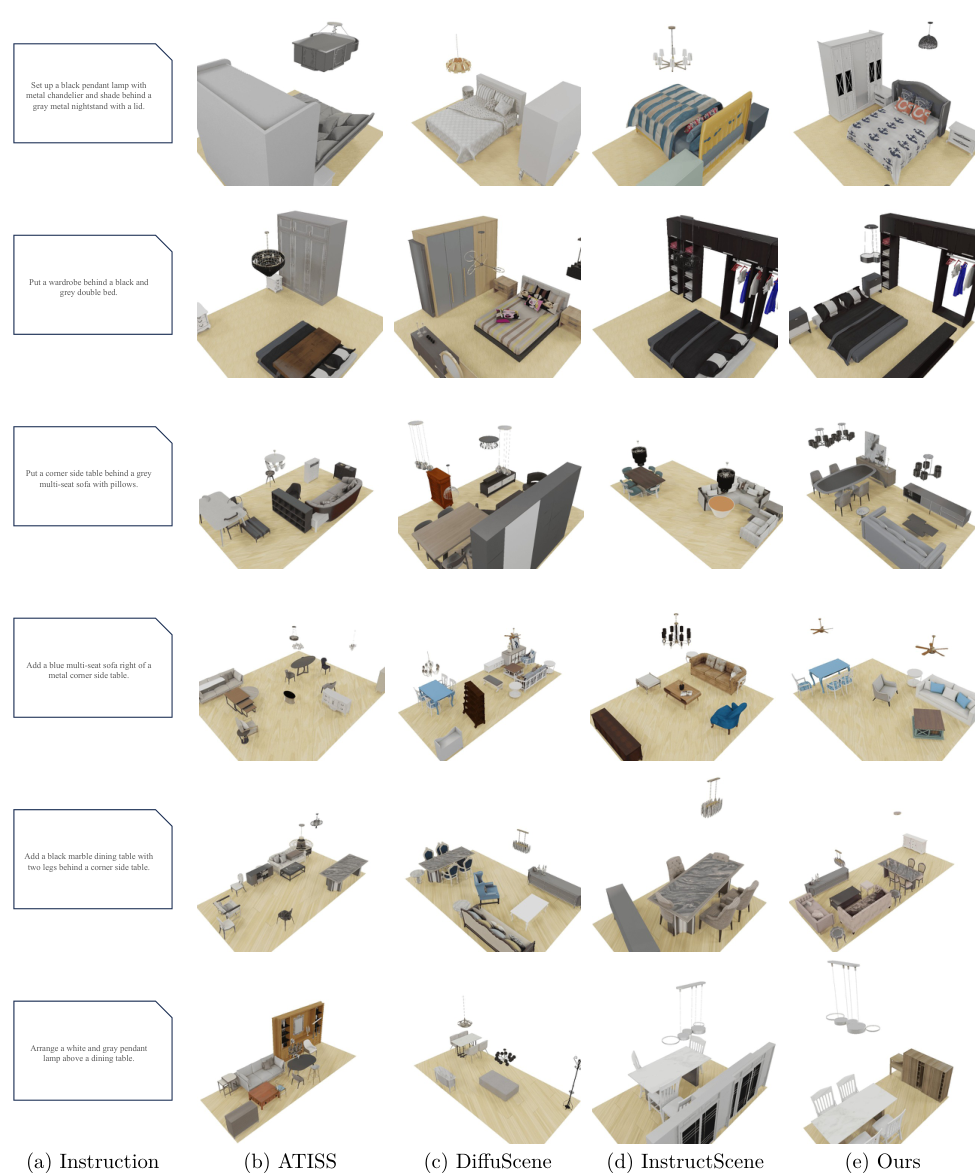 Set up a black pendant lamp with
metal chandelier and shade behind a
gray metal nightstand with a lid.
Put a wardrobe behind a black and
grey double bed.
Put a corner side table behind a grey
multi-seat sofa with pillows.
Add a blue multi-seat sofa right of a
metal corner side table.
Add a black marble dining table with
two legs behind a corner side table.
Arrange a white and gray pendant
lamp above a dining table.
(a) Instruction (b) ATISS (c) DiffuScene (d) InstructScene (e) Ours